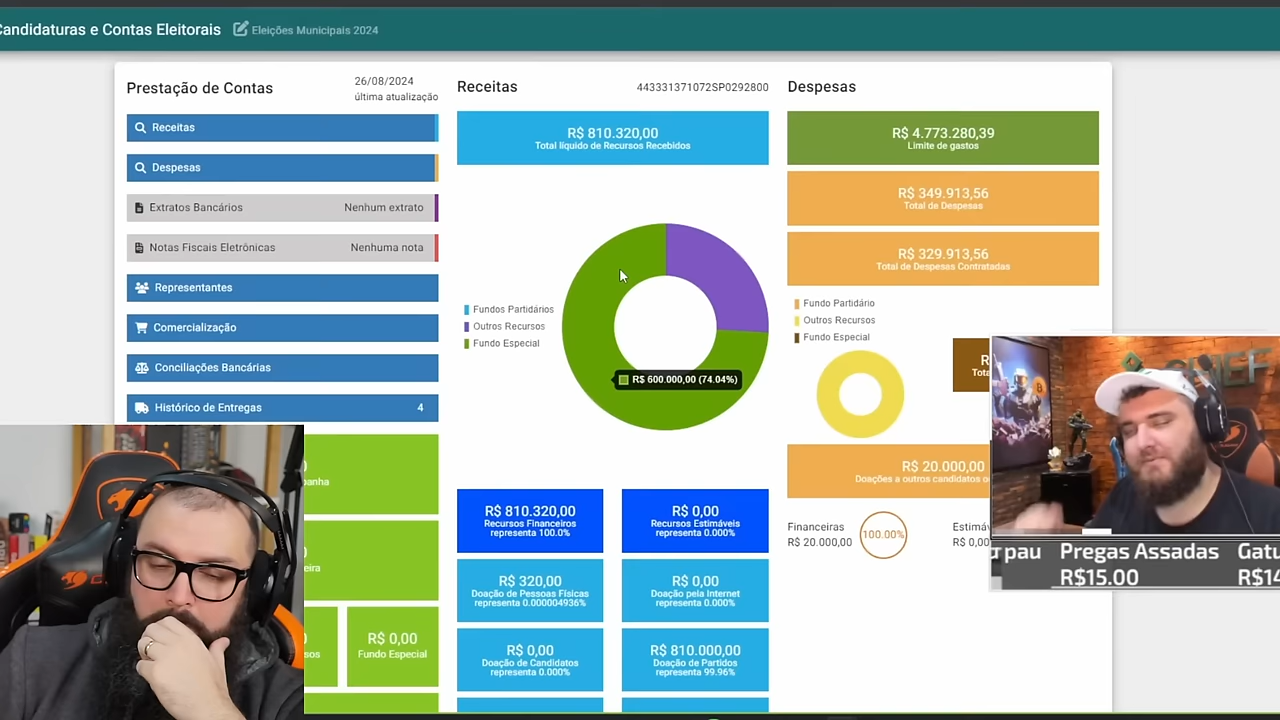 Candidaturas e Contas Eleitorais
Eleições Municipais 2024
Prestação de Contas
26/08/2024
última atualização
Receitas
Despesas
Extratos Bancários
Nenhum extrato
Notas Fiscais Eletrônicas
Nenhuma nota
Representantes
Comercialização
Conciliações Bancárias
Histórico de Entregas
4
R$ 0,00
Fundo Especial
Receitas
443331371072SP0292800
R$ 810.320,00
Total líquido de Recursos Recebidos
Fundos Partidários
Outros Recursos
Fundo Especial
R$ 600.000,00 (74.04%)
R$ 810.320,00
Recursos Financeiros
representa 100.0%
R$ 0,00
Recursos Estimáveis
representa 0.000%
R$ 320,00
Doação de Pessoas Físicas
representa 0.000004936%
R$ 0,00
Doação pela Internet
representa 0.000%
R$ 0,00
Doação de Candidatos
representa 0.000%
R$ 810.000,00
Doação de Partidos
representa 99.96%
Despesas
R$ 4.773.280,39
Limite de gastos
R$ 349.913,56
Total de Despesas
R$ 329.913,56
Total de Despesas Contratadas
Fundo Partidário
Outros Recursos
Fundo Especial
R$ 20.000,00
Doações a outros candidatos
Financeiras
R$ 20.000,00
100.00%
R$ 0,00
pau
Pregas Assadas
R$15.00